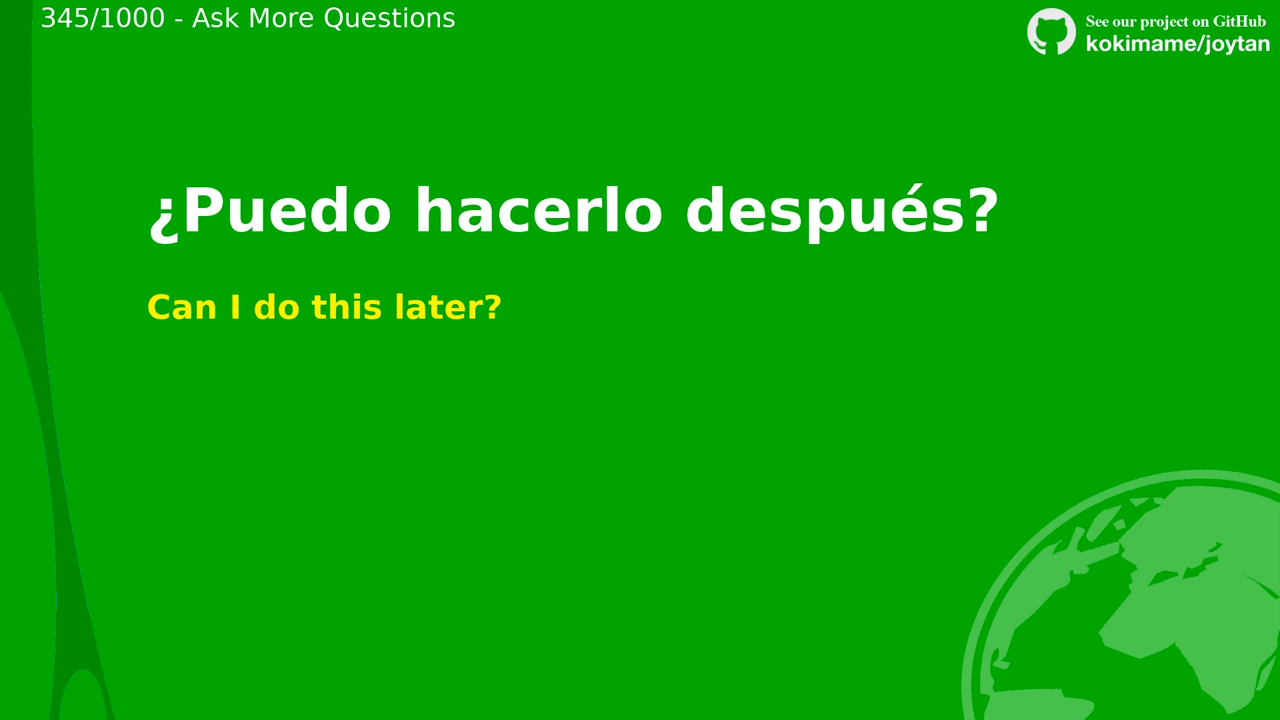 345/1000 - Ask More Questions
See our project on GitHub
kokimame/joytan
¿Puedo hacerlo después?
Can I do this later?